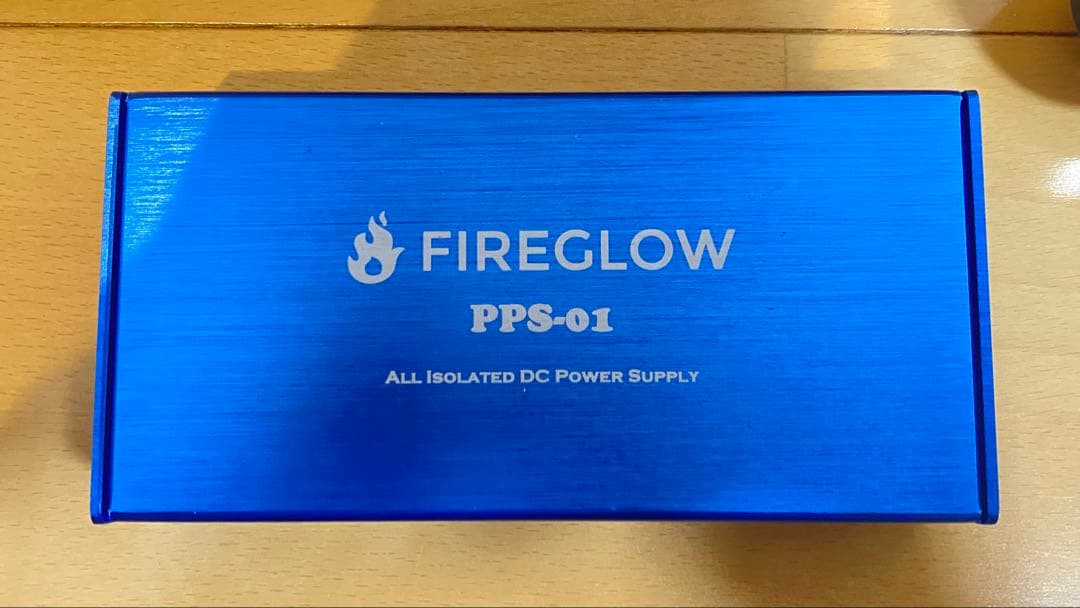 FIREGLOW
PPS-01
ALL ISOLATED DC POWER SUPPLY